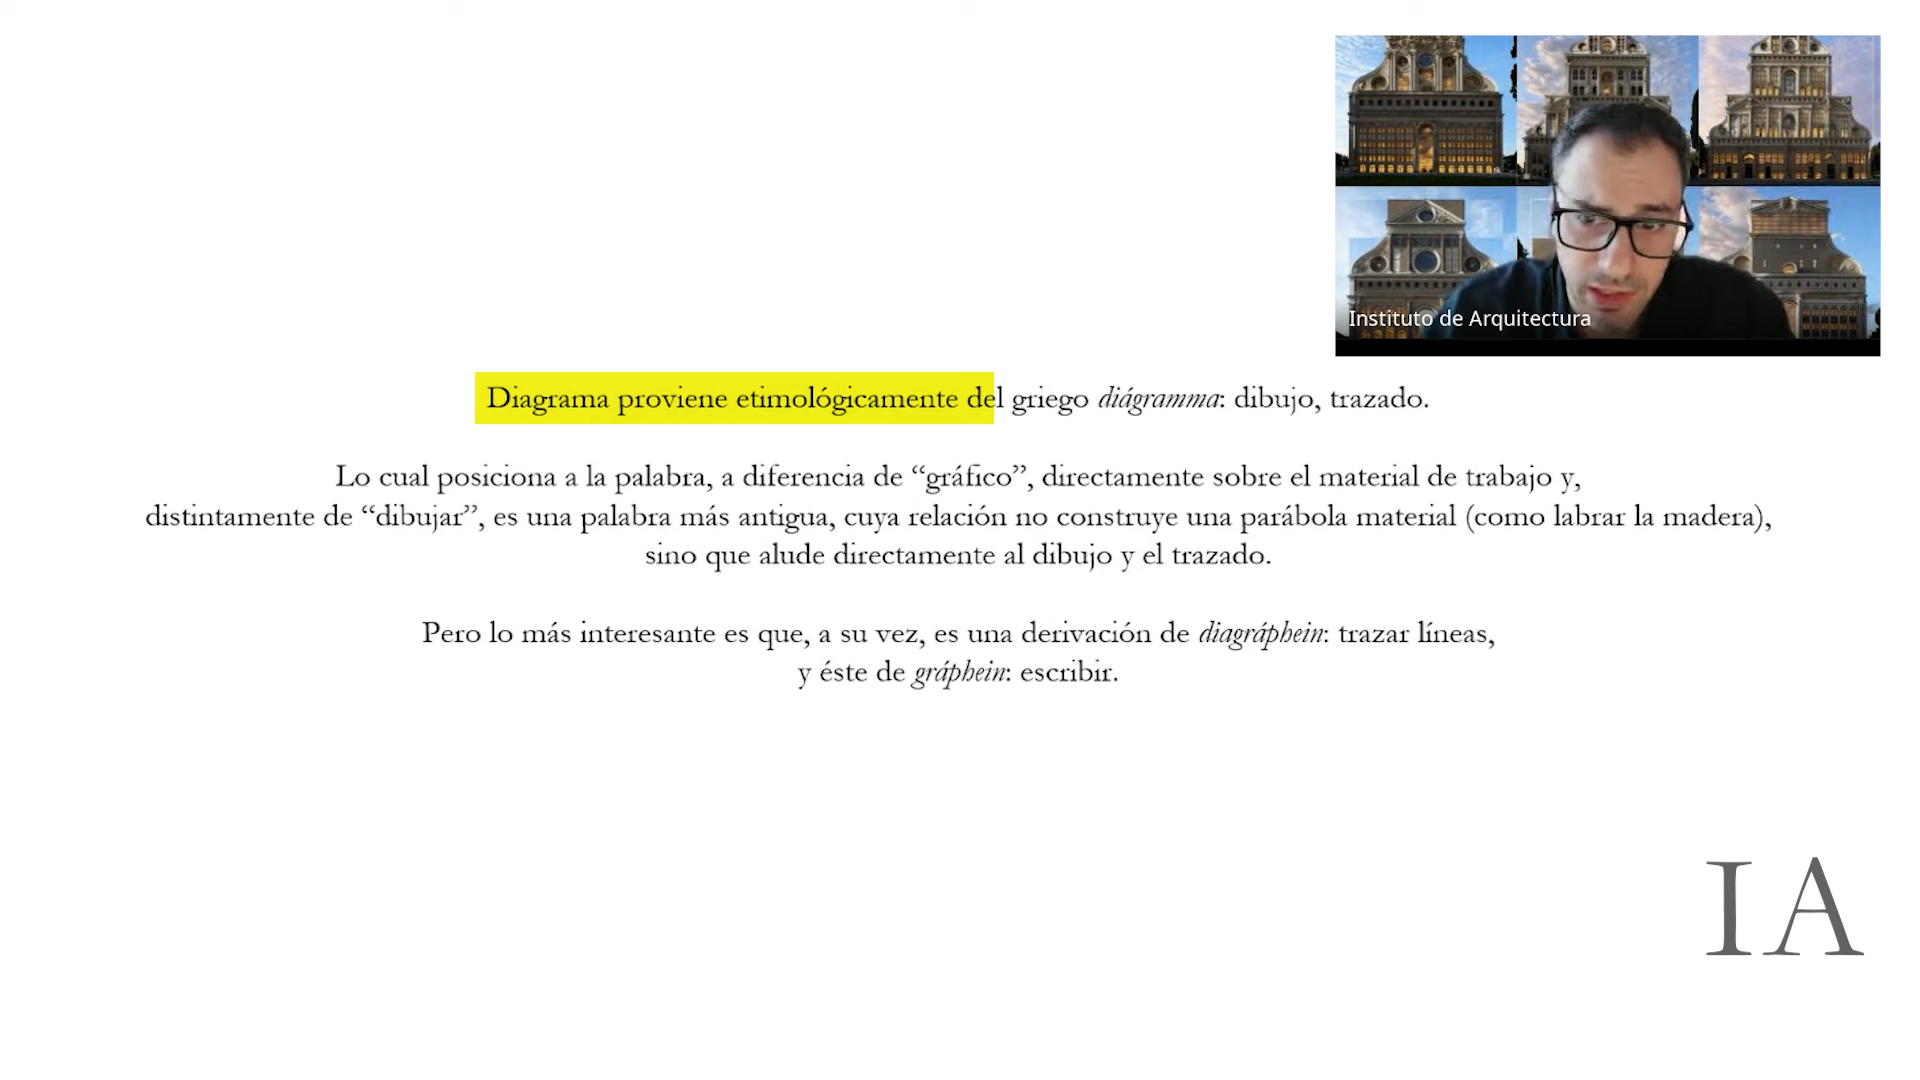 Instituto de Arquitectura
Diagrama proviene etimológicamente del griego diágramma: dibujo, trazado.
Lo cual posiciona a la palabra, a diferencia de “gráfico”, directamente sobre el material de trabajo y,
distintamente de “dibujar”, es una palabra más antigua, cuya relación no construye una parábola material (como labrar la madera),
sino que alude directamente al dibujo y el trazado.
Pero lo más interesante es que, a su vez, es una derivación de diagráphein: trazar líneas,
y éste de gráphein: escribir.
IA